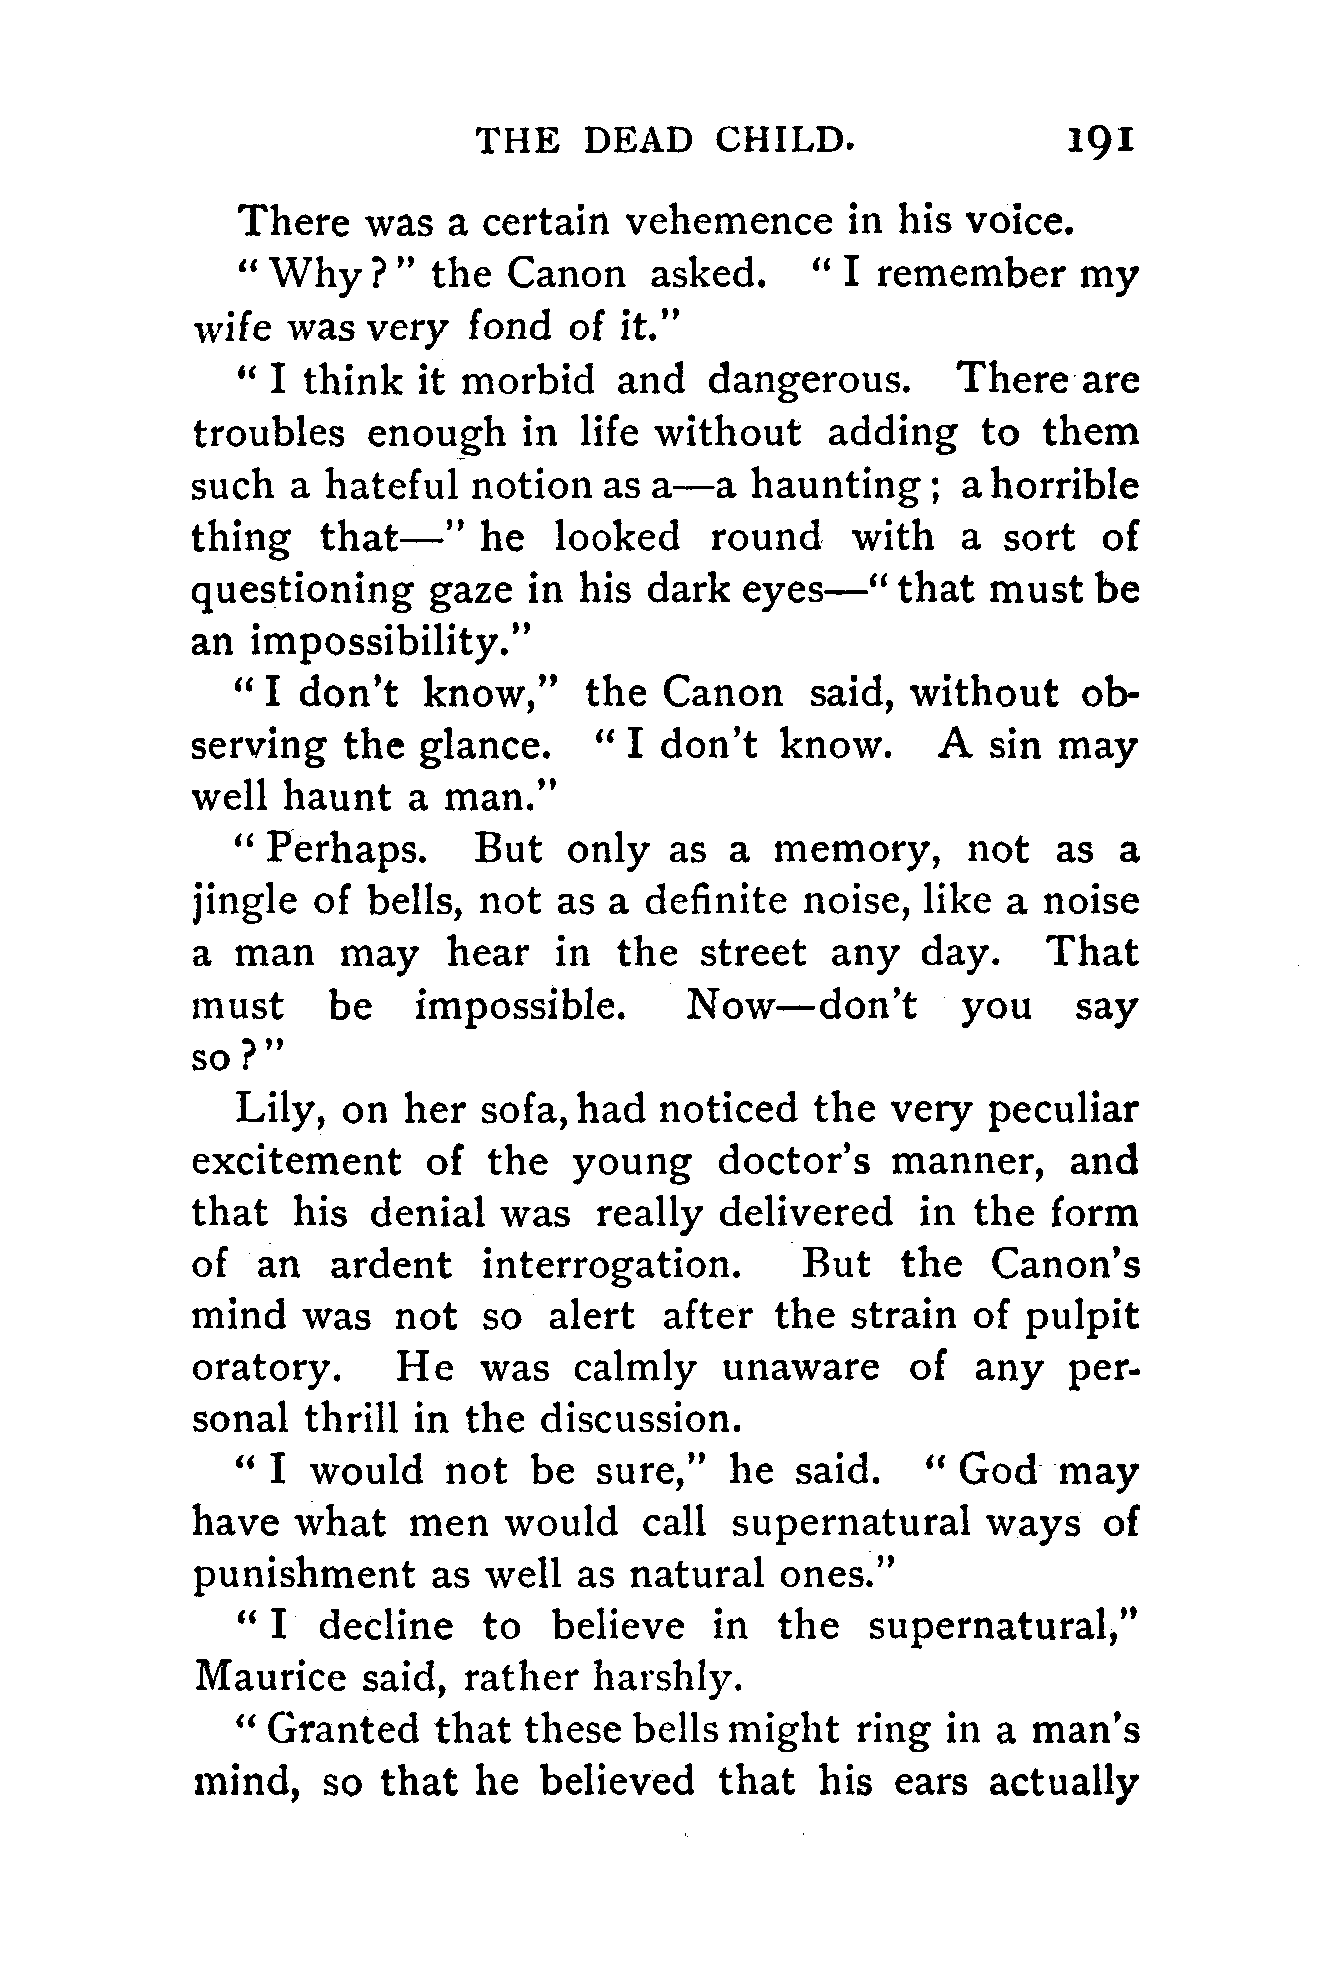 THE DEAD CHILD. 191
There was a certain vehemence in his voice.
"Why?" the Canon asked. "I remember my
wife was very fond of it."
"I think it morbid and dangerous. There are
troubles enough in life without adding to them
such a hateful notion as a—a haunting; a horrible
thing that—" he looked round with a sort of
questioning gaze in his dark eyes—"that must be
an impossibility."
"I don't know," the Canon said, without ob-
serving the glance. "I don't know. A sin may
well haunt a man."
"Perhaps. But only as a memory, not as a
jingle of bells, not as a definite noise, like a noise
a man may hear in the street any day. That
must be impossible. Now—don't you say
so?"
Lily, on her sofa, had noticed the very peculiar
excitement of the young doctor's manner, and
that his denial was really delivered in the form
of an ardent interrogation. But the Canon's
mind was not so alert after the strain of pulpit
oratory. He was calmly unaware of any per-
sonal thrill in the discussion.
"I would not be sure," he said. "God may
have what men would call supernatural ways of
punishment as well as natural ones."
"I decline to believe in the supernatural,"
Maurice said, rather harshly.
"Granted that these bells might ring in a man's
mind, so that he believed that his ears actually